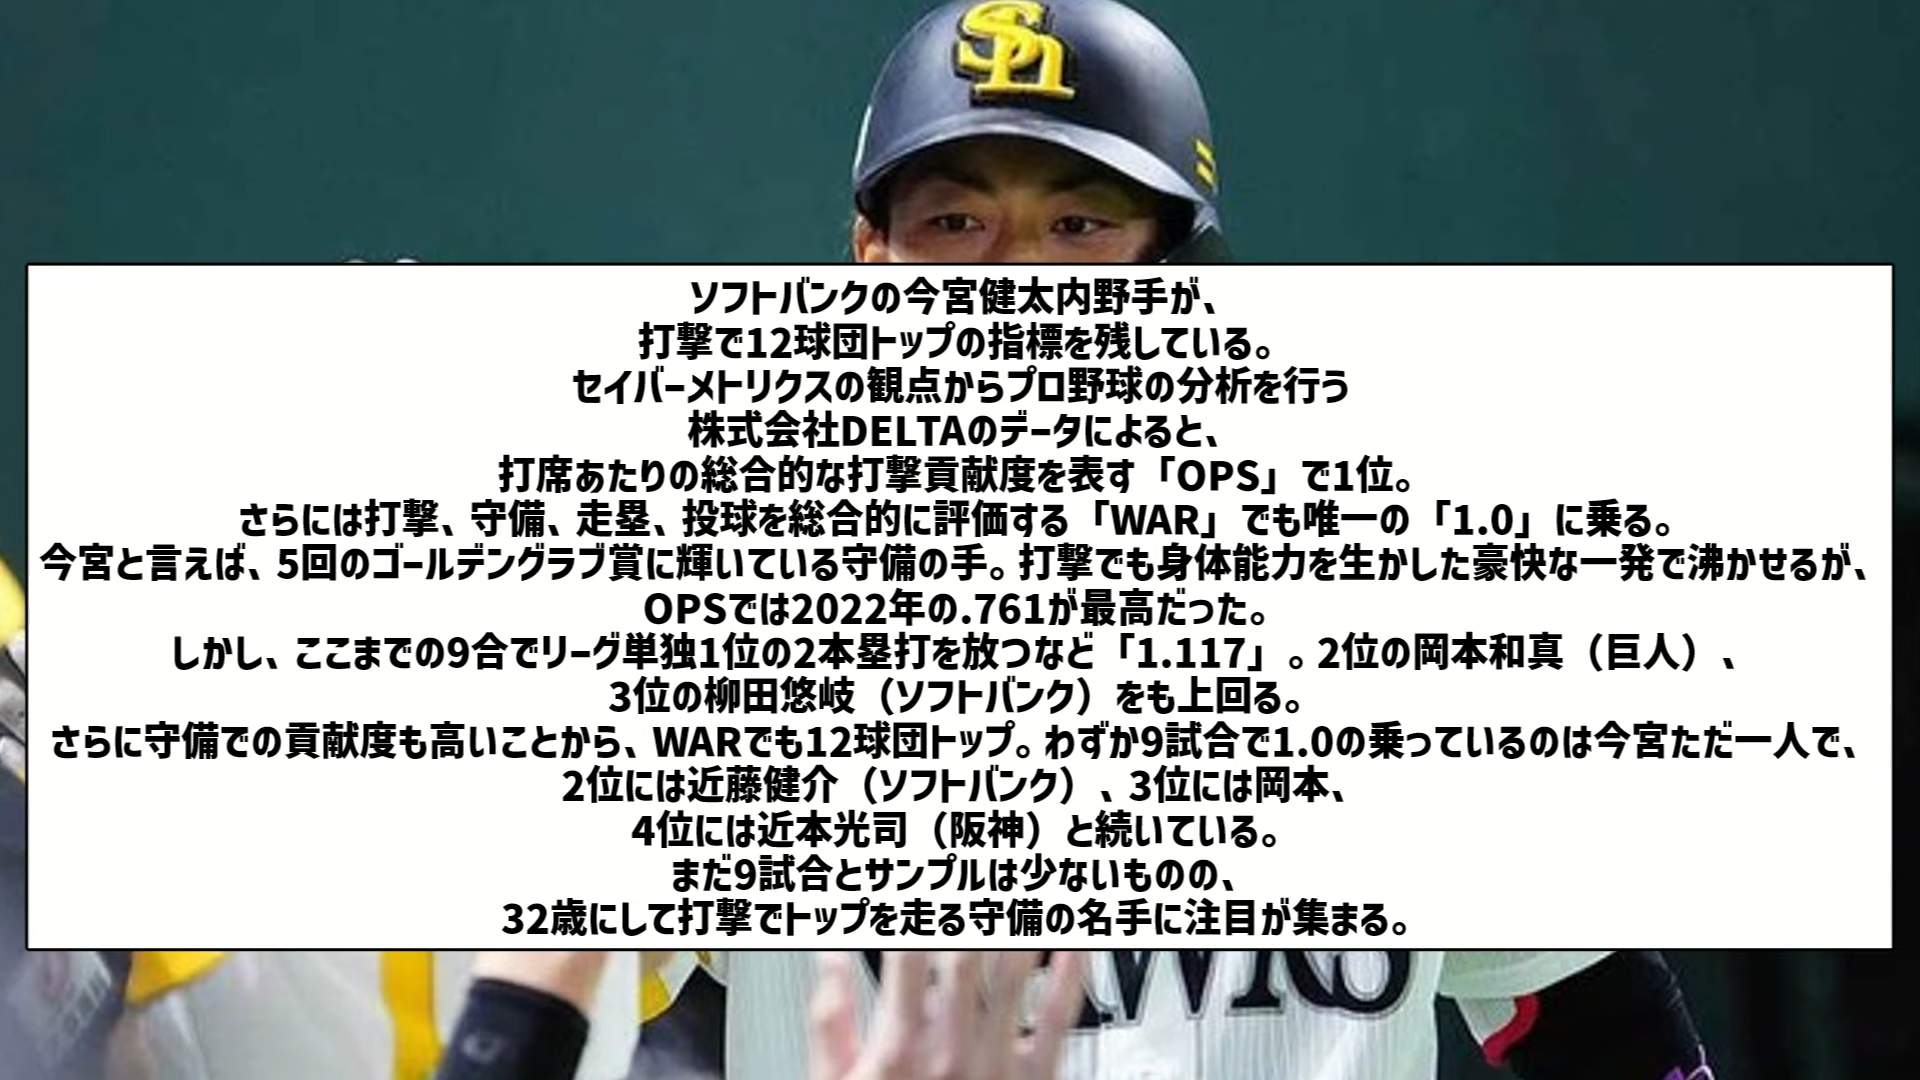 Sh
ソフトバンクの今宮健太内野手が、
打撃で12球団トップの指標を残している。
セイバーメトリクスの観点からプロ野球の分析を行う
株式会社DELTAのデータによると、
打席あたりの総合的な打撃貢献度を表す「OPS」で1位。
さらには打撃、守備、走塁、投球を総合的に評価する「WAR」でも唯一の「1.0」に乗る。
今宮と言えば、5回のゴールデングラブ賞に輝いている守備の手。打撃でも身体能力を生かした豪快な一発で沸かせるが、
OPSでは2022年の.761が最高だった。
しかし、ここまでの9合でリーグ単独1位の2本塁打を放つなど「1.117」。2位の岡本和真（巨人）、
3位の柳田悠岐（ソフトバンク）をも上回る。
さらに守備での貢献度も高いことから、WARでも12球団トップ。わずか9試合で1.0の乗っているのは今宮ただ一人で、
2位には近藤健介（ソフトバンク）、3位には岡本、
4位には近本光司（阪神）と続いている。
まだ9試合とサンプルは少ないものの、
32歳にして打撃でトップを走る守備の名手に注目が集まる。